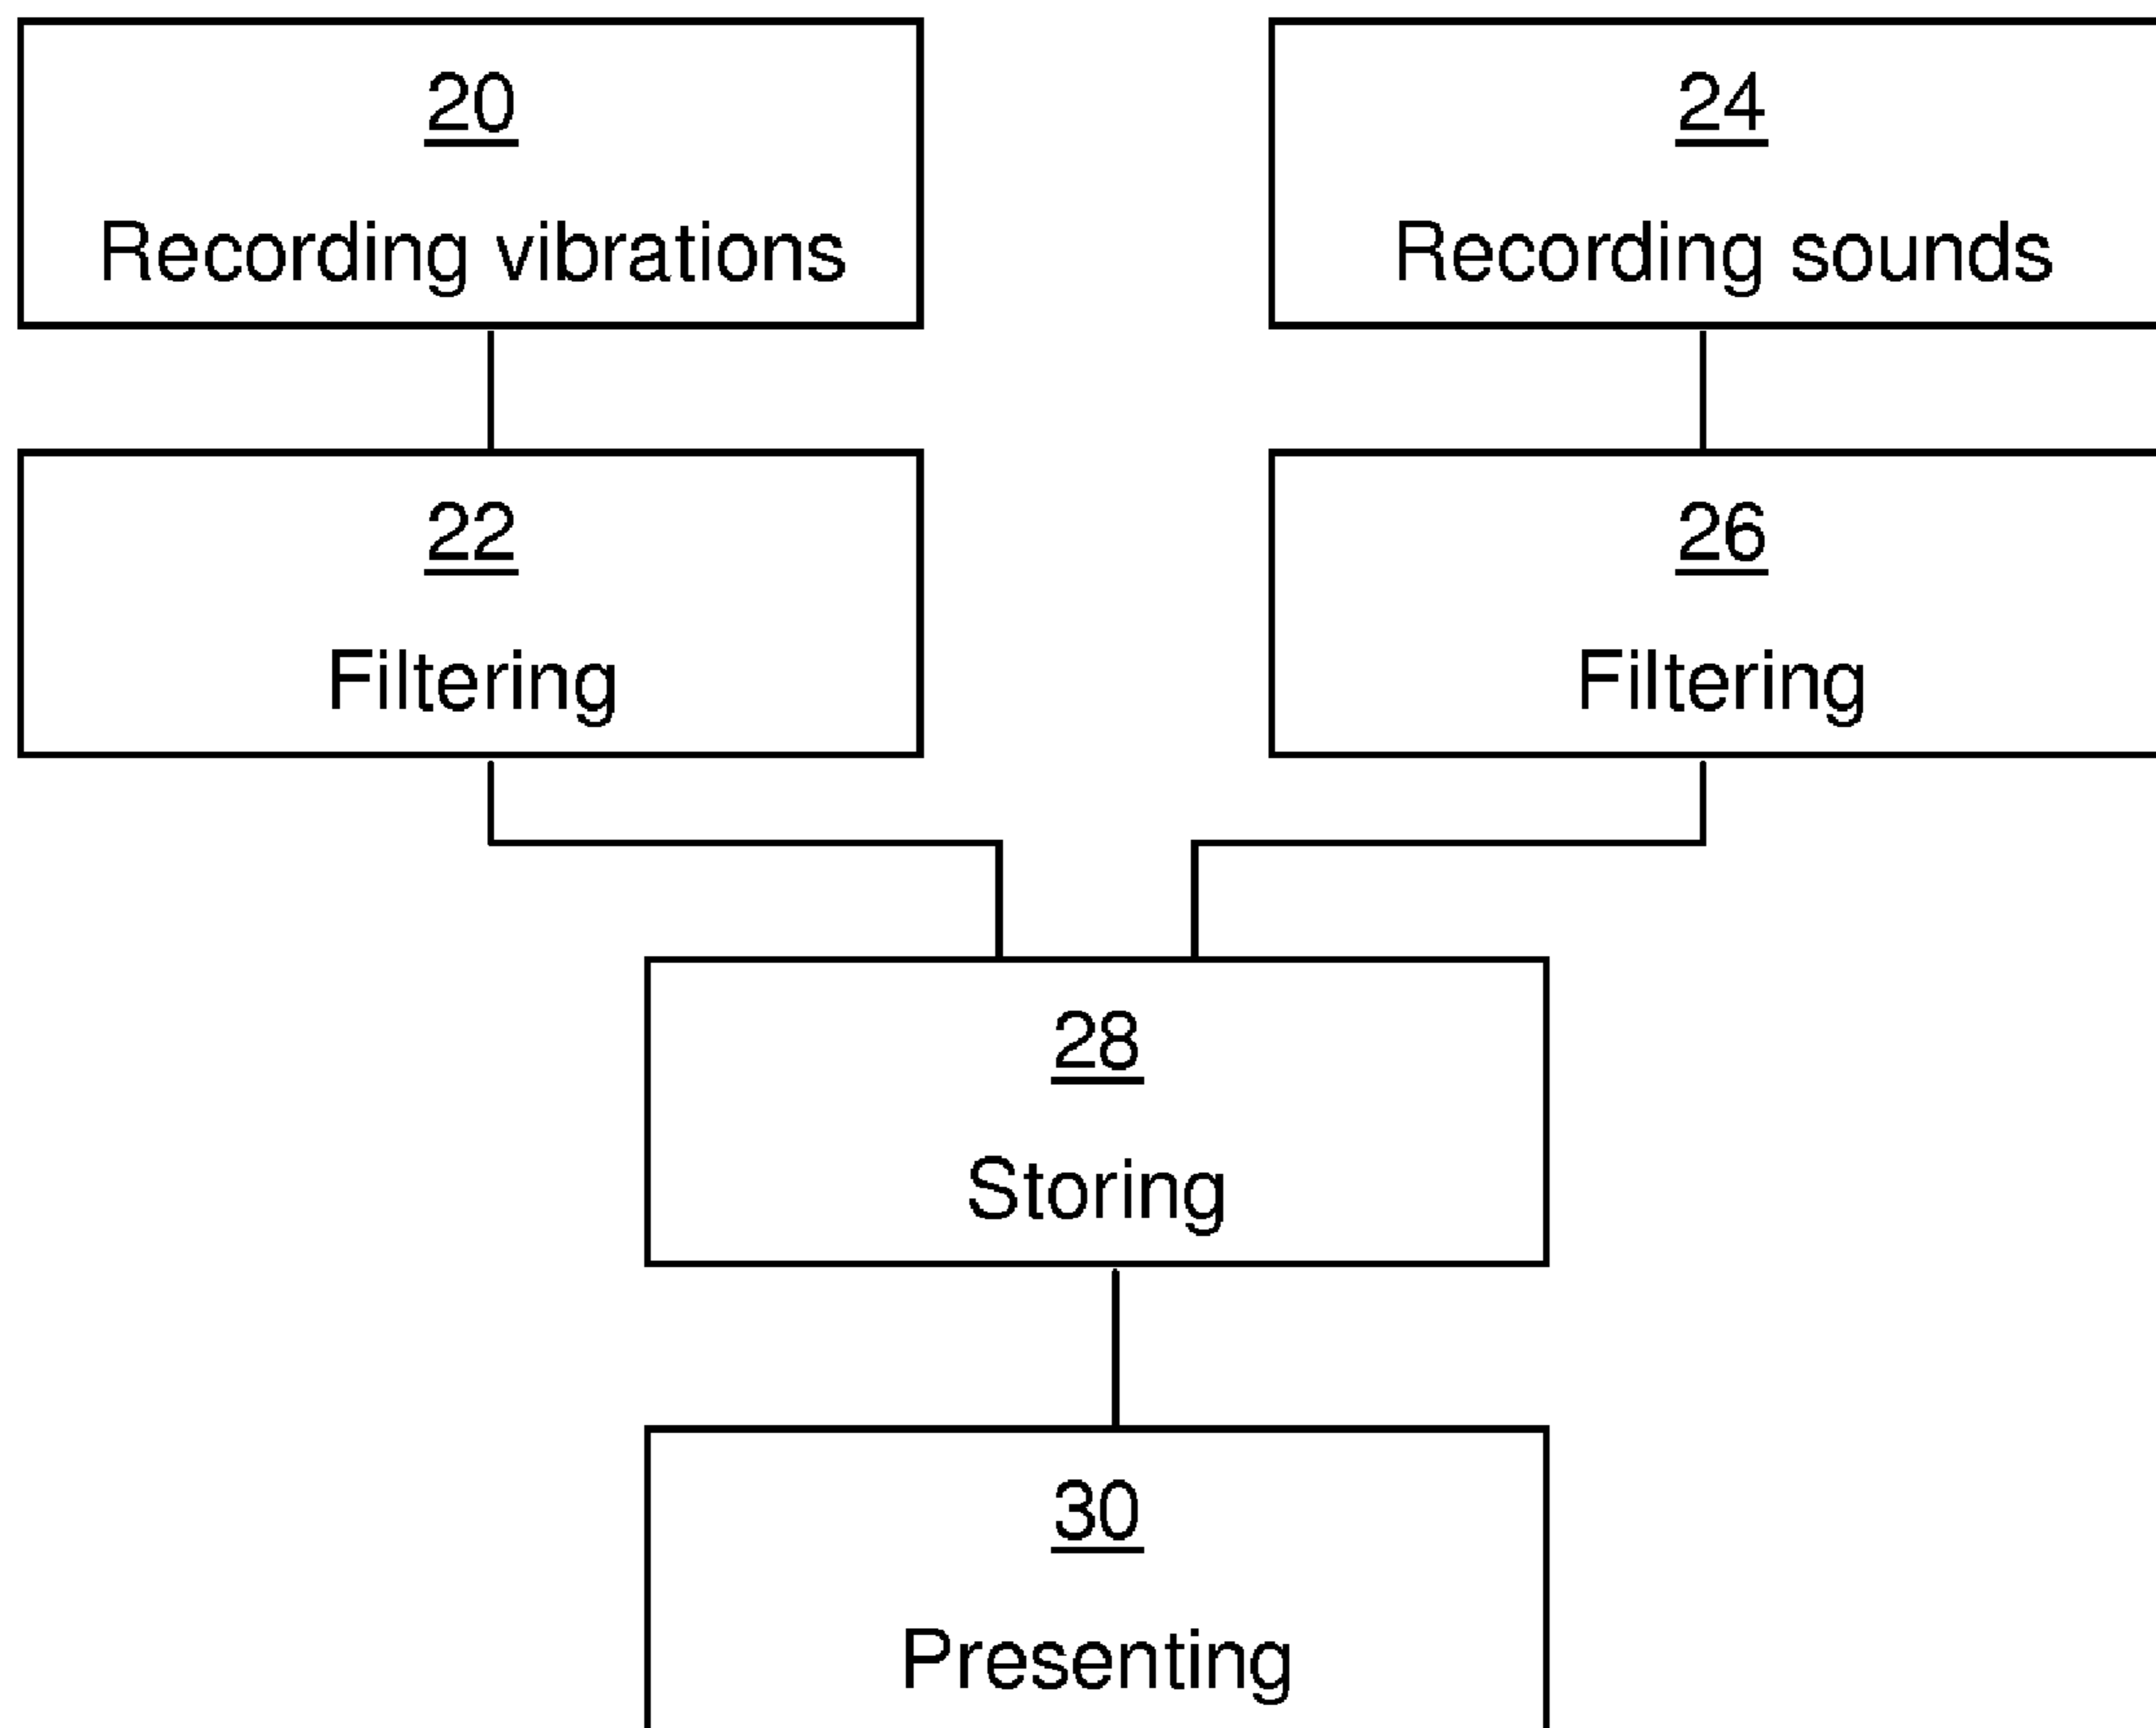 20
Recording vibrations
24
Recording sounds
22
Filtering
26
Filtering
28
Storing
30
Presenting